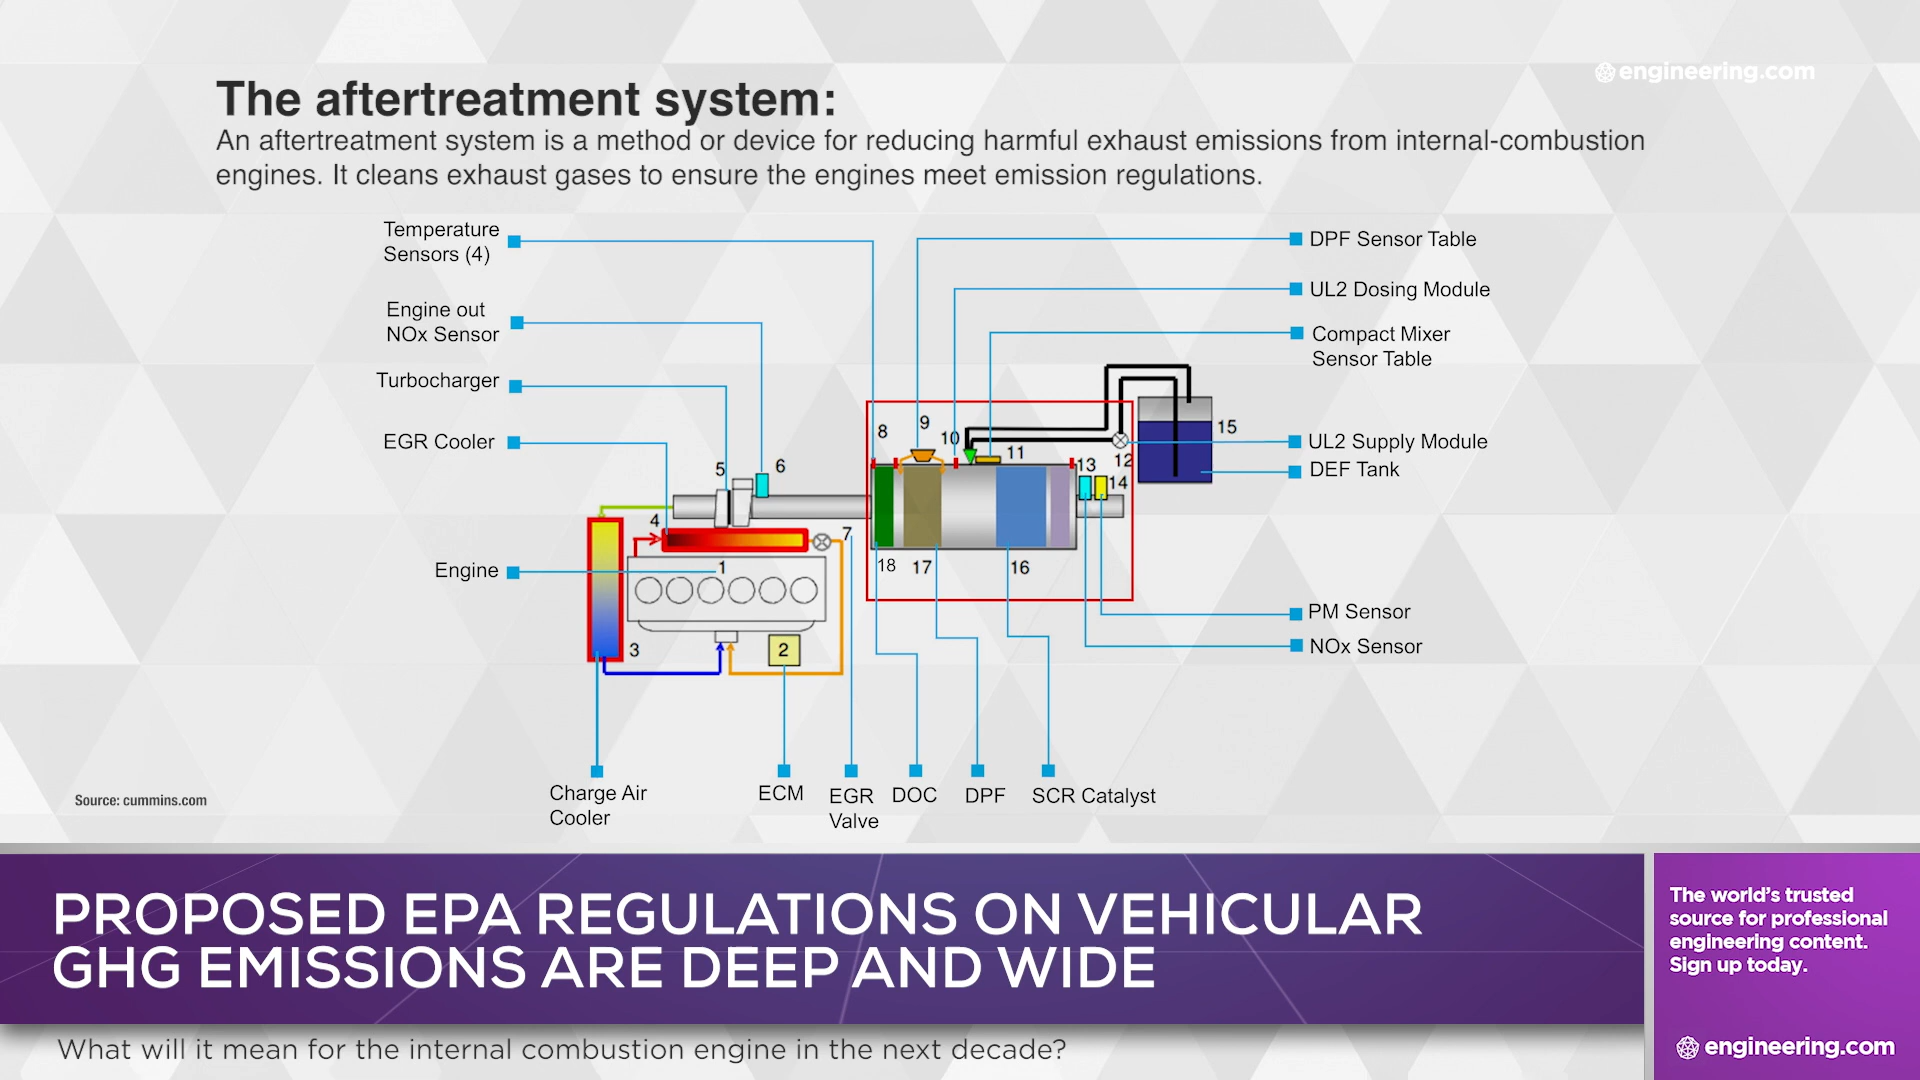 engineering.com
The aftertreatment system:
An aftertreatment system is a method or device for reducing harmful exhaust emissions from internal-combustion
engines. It cleans exhaust gases to ensure the engines meet emission regulations.
Temperature
Sensors (4)
Engine out
NOx Sensor
Turbocharger
EGR Cooler
Engine
DPF Sensor Table
UL2 Dosing Module
Compact Mixer
Sensor Table
UL2 Supply Module
DEF Tank
PM Sensor
NOx Sensor
8
9
10
11
12
13
14
15
5
6
4
7
1
18
17
16
3
2
Charge Air
Cooler
ECM
EGR
Valve
DOC
DPF
SCR Catalyst
Source: cummins.com
PROPOSED EPA REGULATIONS ON VEHICULAR
GHG EMISSIONS ARE DEEP AND WIDE
What will it mean for the internal combustion engine in the next decade?
The world's trusted
source for professional
engineering content.
Sign up today.
engineering.com